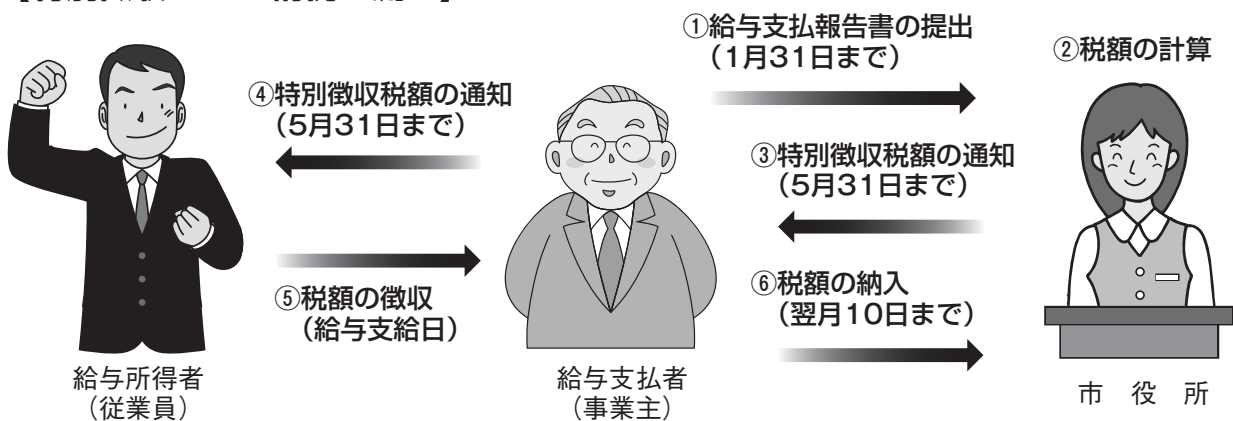 ①給与支払報告書の提出
（1月31日まで）
②税額の計算
④特別徴収税額の通知
（5月31日まで）
③特別徴収税額の通知
（5月31日まで）
⑤税額の徴収
（給与支給日）
⑥税額の納入
（翌月10日まで）
給与所得者
（従業員）
給与支払者
（事業主）
市役所